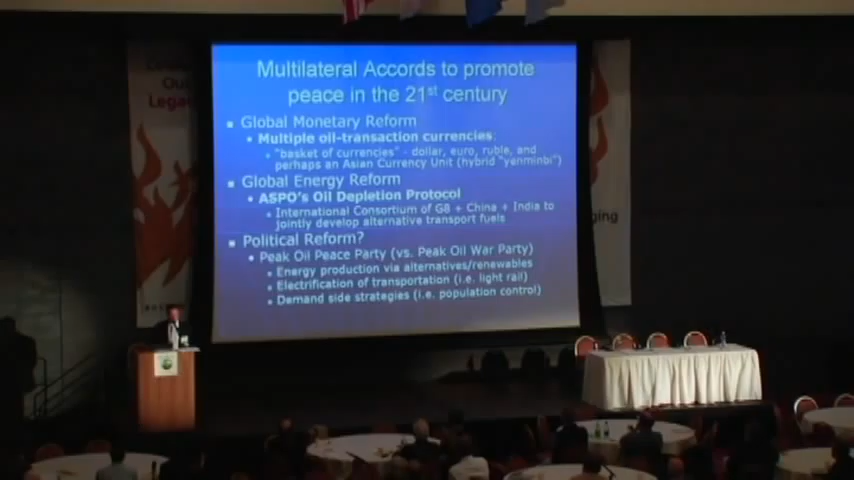 Multilateral Accords to promote
peace in the 21st century
Global Monetary Reform
Multiple oil-transaction currencies:
"basket of currencies" - dollar, euro, ruble, and
perhaps an Asian Currency Unit (hybrid "yenminbi")
Global Energy Reform
ASPO's Oil Depletion Protocol
International Consortium of G8 + China + India to
jointly develop alternative transport fuels
Political Reform?
Peak Oil Peace Party (vs. Peak Oil War Party)
Energy production via alternatives/renewables
Electrification of transportation (i.e. light rail)
Demand side strategies (i.e. population control)
Our